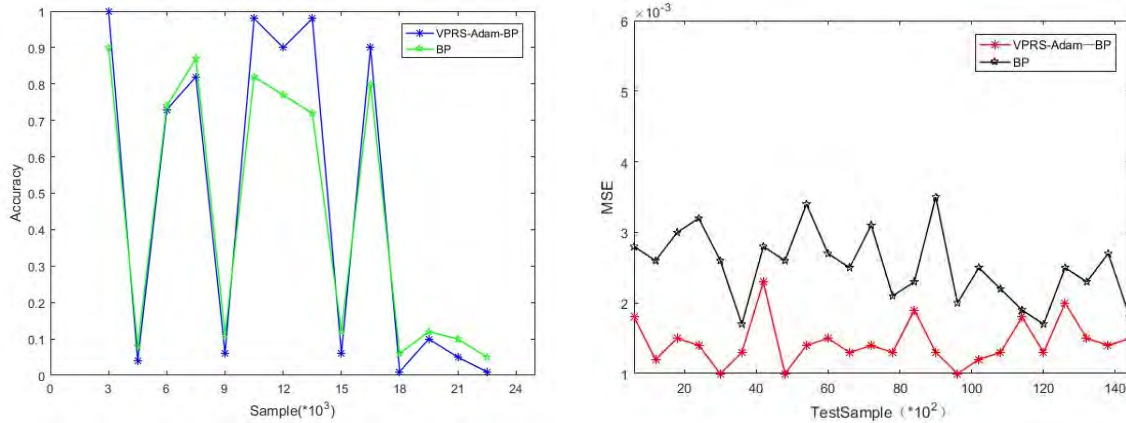 1
0.9
0.8
0.7
0.6
0.5
0.4
0.3
0.2
0.1
0
Accuracy
0 3 6 9 12 15 18 21 24
Sample(*10^3)
VPRS-Adam-BP
BP
6 ×10^-3
5
4
3
2
1
MSE
20 40 60 80 100 120 140
TestSample（*10^2）
VPRS-Adam—BP
BP